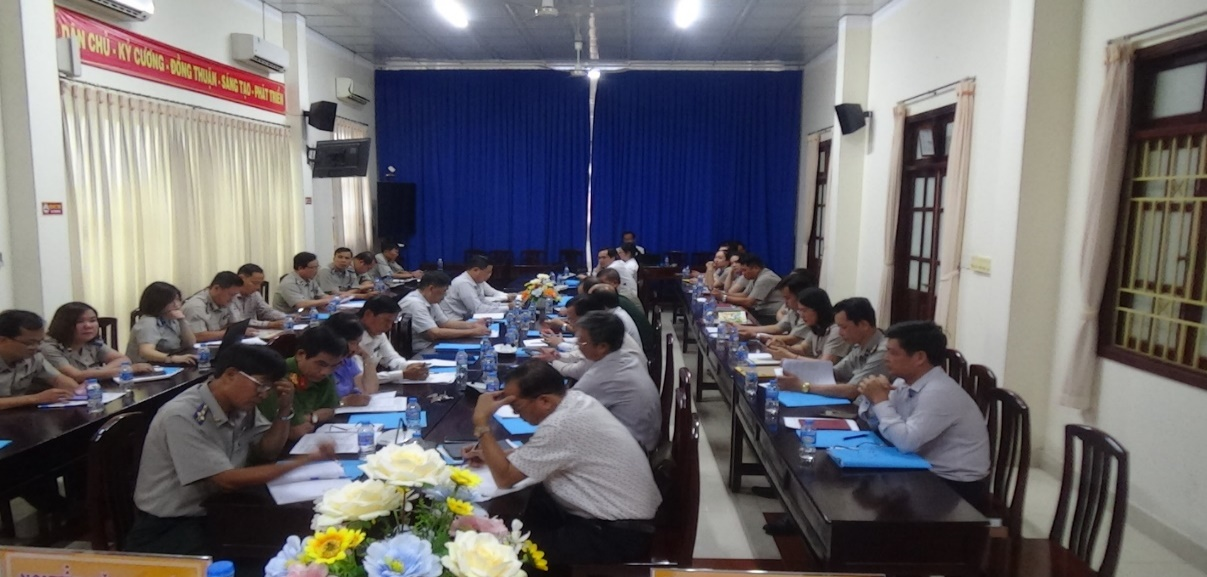 DÂN CHỦ - KỶ CƯƠNG - ĐỒNG THUẬN - SÁNG TẠO - PHÁT TRIỂN